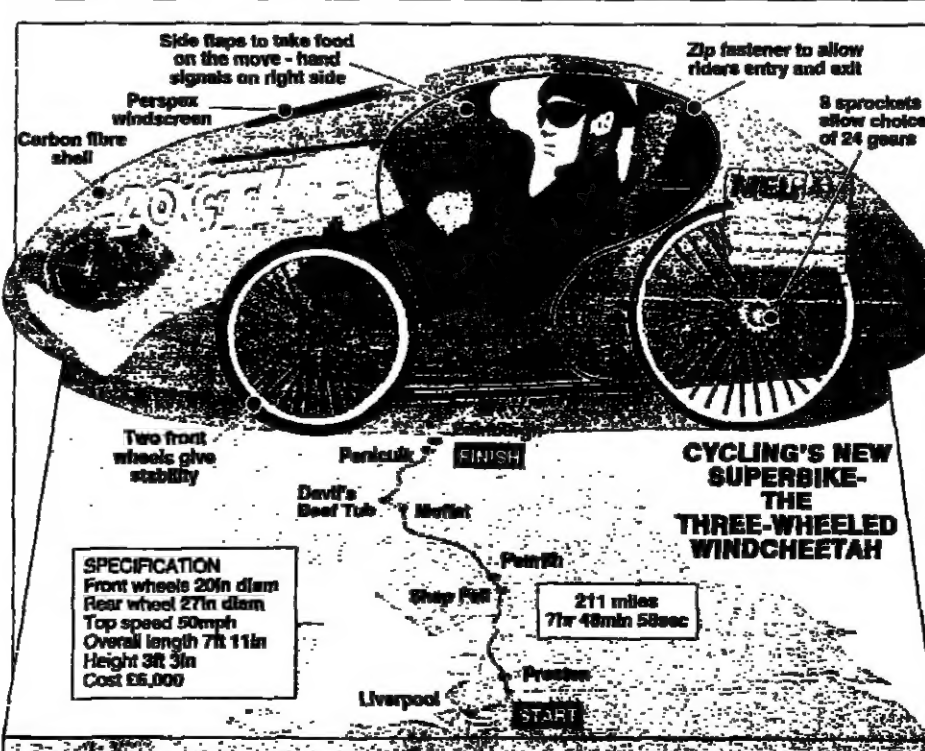 Side flaps to take food
on the move - hand
signals on right side
Zip fastener to allow
riders entry and exit
Perspex
windscreen
8 sprockets
allow choice
of 24 gears
Carbon fibre
shell
Two front
wheels give
stability
Penicuik
FINISH
CYCLING'S NEW
SUPERBIKE-
THE
THREE-WHEELED
WINDCHEETAH
Devil's
Beef Tub
Moffat
Penrith
Shap Fell
SPECIFICATION
Front wheels 20in diam
Rear wheel 27in diam
Top speed 50mph
Overall length 7ft 11in
Height 3ft 3in
Cost £6,000
211 miles
7hr 48min 58sec
Preston
Liverpool
START